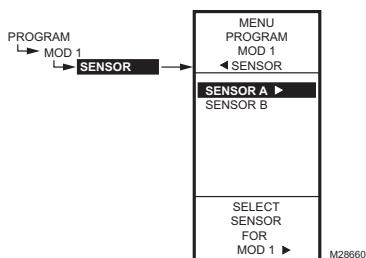 PROGRAM
MOD 1
SENSOR
MENU
PROGRAM
MOD 1
◄ SENSOR
SENSOR A ►
SENSOR B
SELECT
SENSOR
FOR
MOD 1 ►
M28660